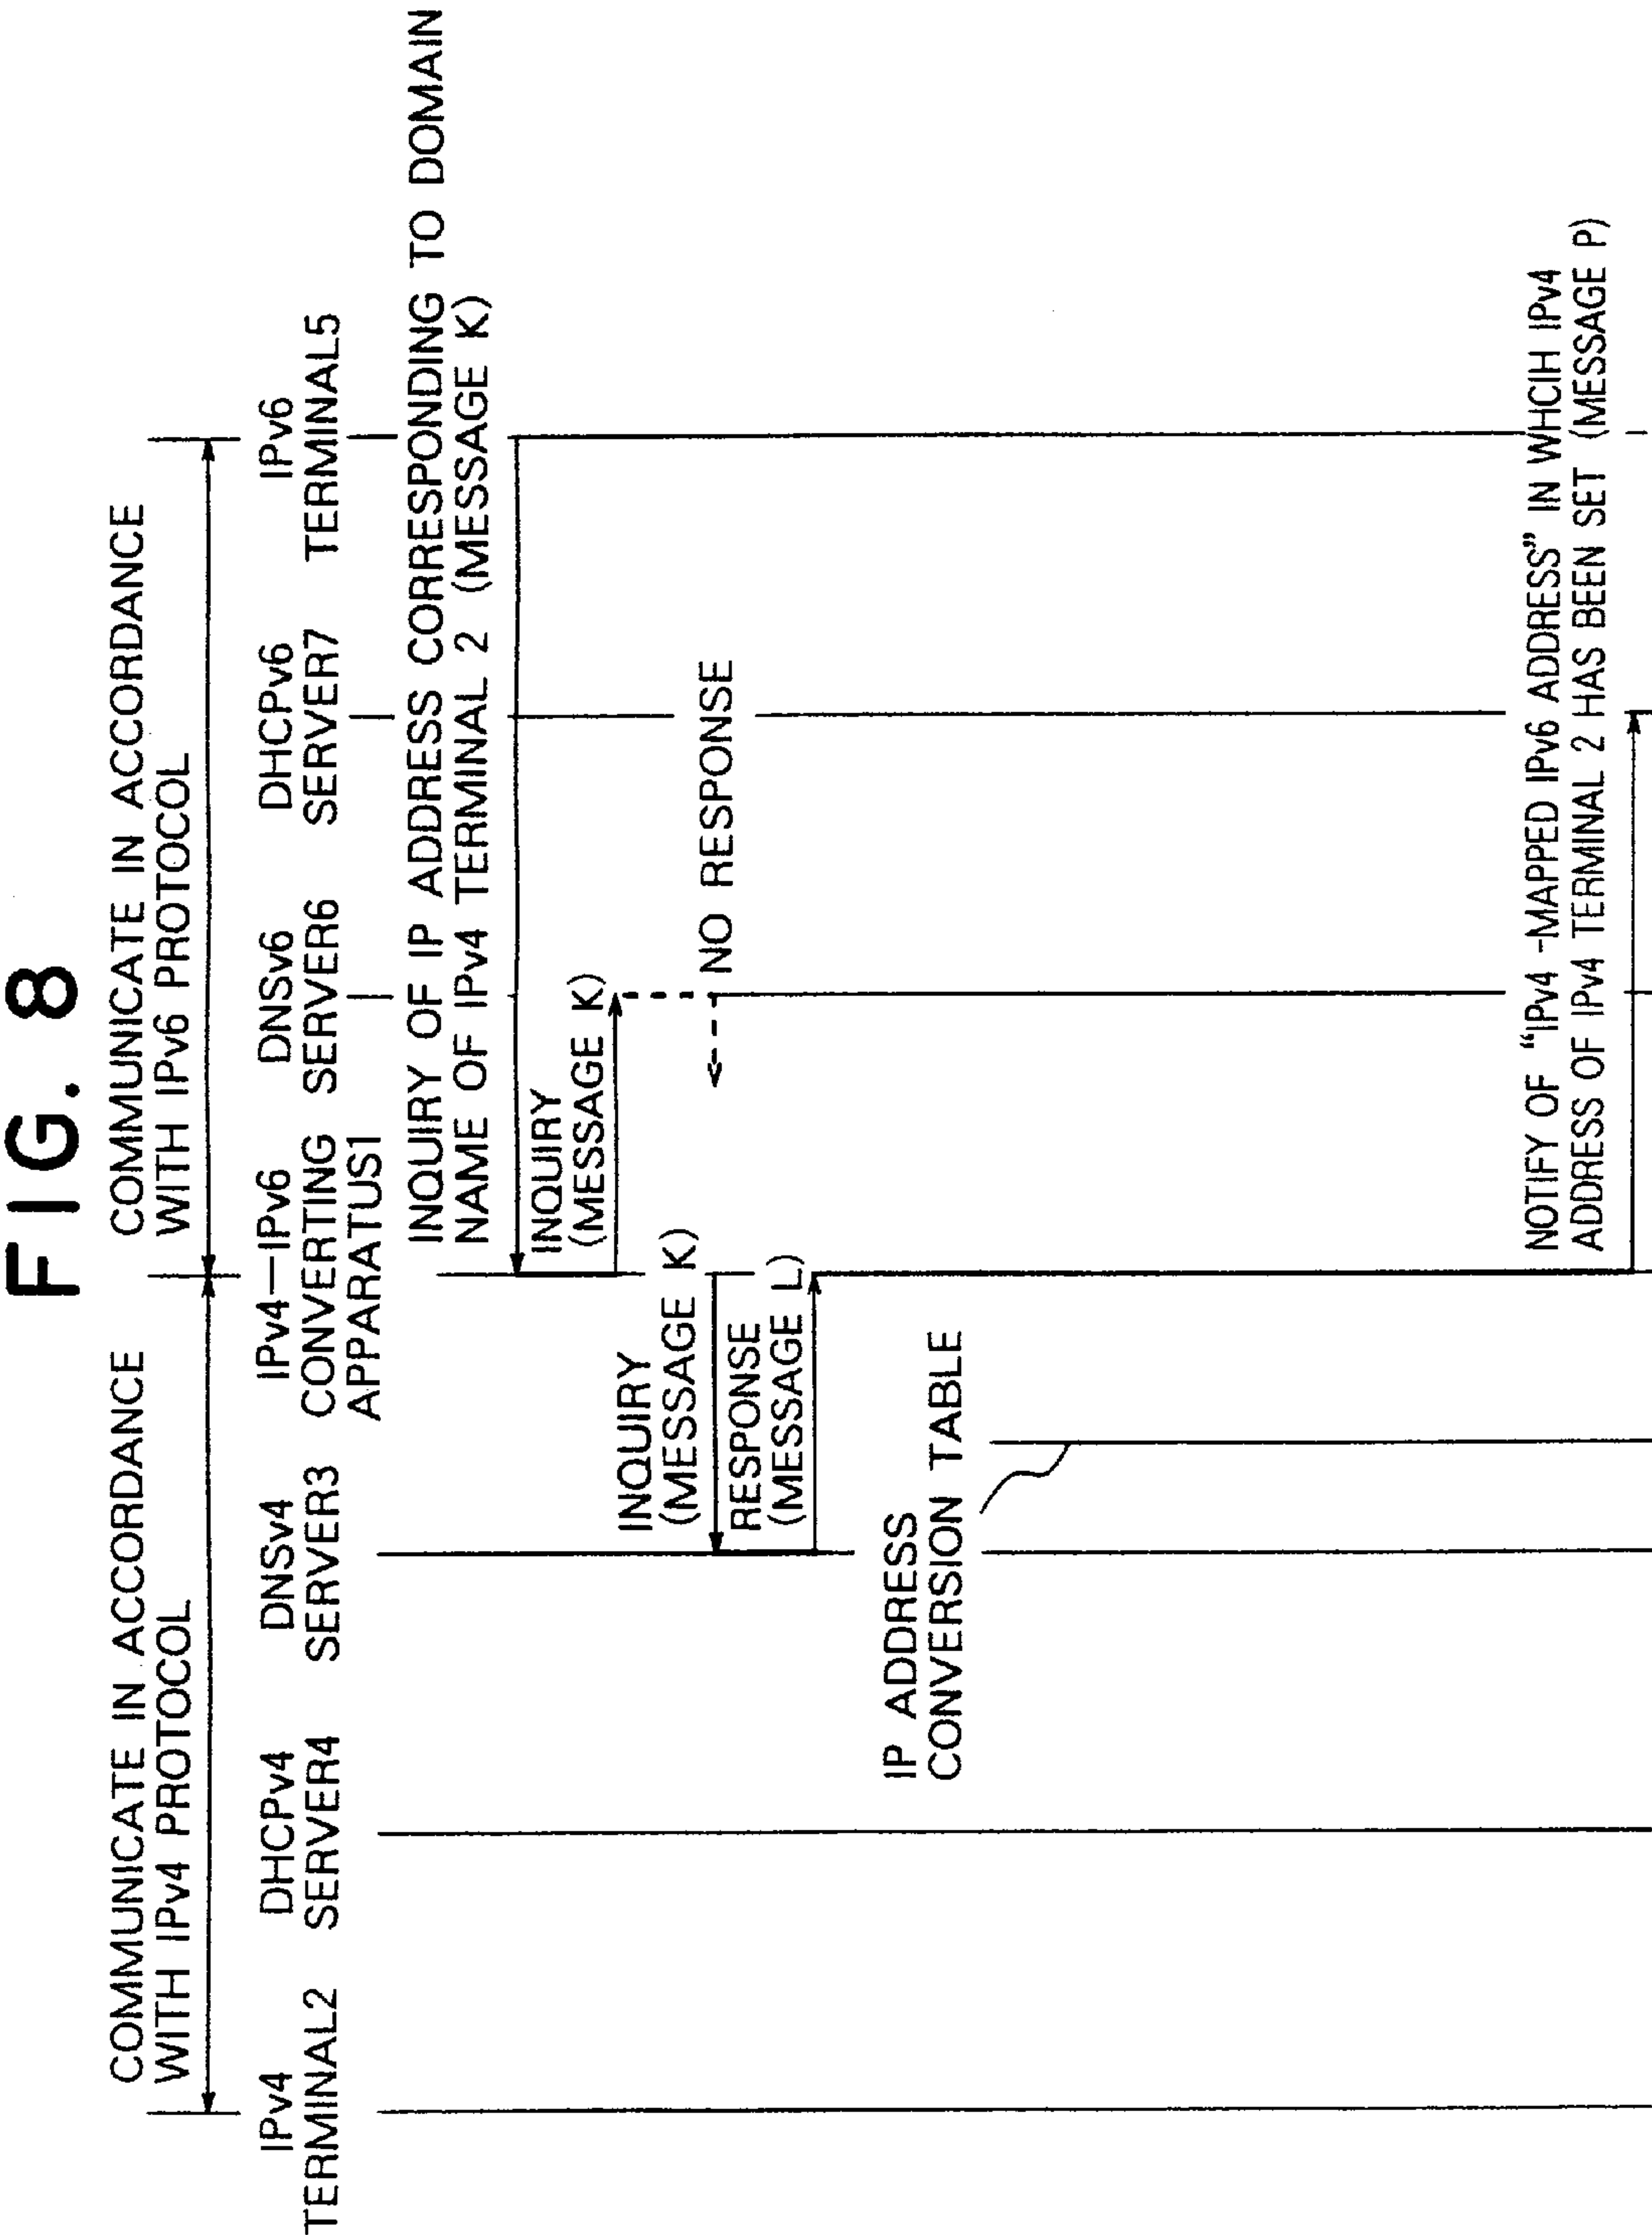 FIG. 8
COMMUNICATE IN ACCORDANCE
WITH IPv4 PROTOCOL
COMMUNICATE IN ACCORDANCE
WITH IPv6 PROTOCOL
IPv4
TERMINAL2
DHCPv4
SERVER4
DNSv4
SERVER3
IPv4—IPv6
CONVERTING
APPARATUS1
DNSv6
SERVER6
DHCPv6
SERVER7
IPv6
TERMINAL5
INQUIRY OF IP ADDRESS CORRESPONDING TO DOMAIN
NAME OF IPv4 TERMINAL 2 (MESSAGE K)
INQUIRY
(MESSAGE K)
INQUIRY
(MESSAGE K)
NO RESPONSE
RESPONSE
(MESSAGE L)
IP ADDRESS
CONVERSION TABLE
NOTIFY OF “IPv4 -MAPPED IPv6 ADDRESS” IN WHCIH IPv4
ADDRESS OF IPv4 TERMINAL 2 HAS BEEN SET (MESSAGE P)